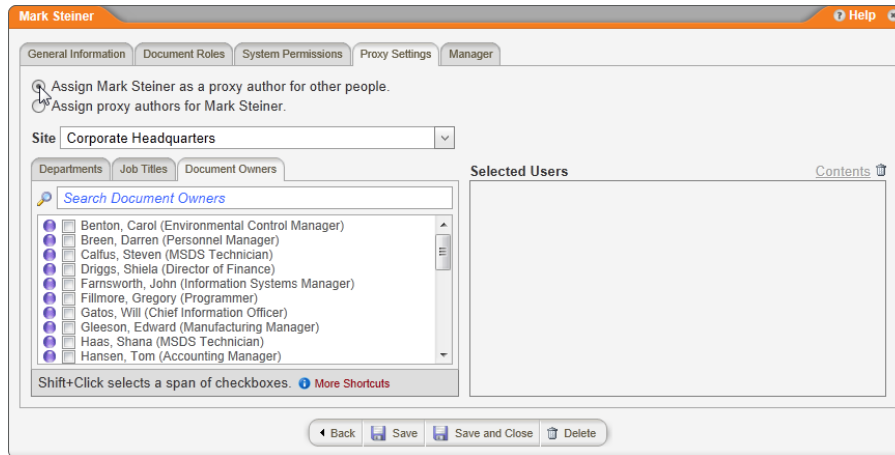 Mark Steiner
Help
General Information Document Roles System Permissions Proxy Settings Manager
Assign Mark Steiner as a proxy author for other people.
Assign proxy authors for Mark Steiner.
Site Corporate Headquarters
Departments Job Titles Document Owners
Selected Users Contents
Search Document Owners
Benton, Carol (Environmental Control Manager)
Breen, Darren (Personnel Manager)
Calfus, Steven (MSDS Technician)
Driggs, Shiela (Director of Finance)
Farnsworth, John (Information Systems Manager)
Fillmore, Gregory (Programmer)
Gatos, Will (Chief Information Officer)
Gleeson, Edward (Manufacturing Manager)
Haas, Shana (MSDS Technician)
Hansen, Tom (Accounting Manager)
Shift+Click selects a span of checkboxes. More Shortcuts
Back Save Save and Close Delete